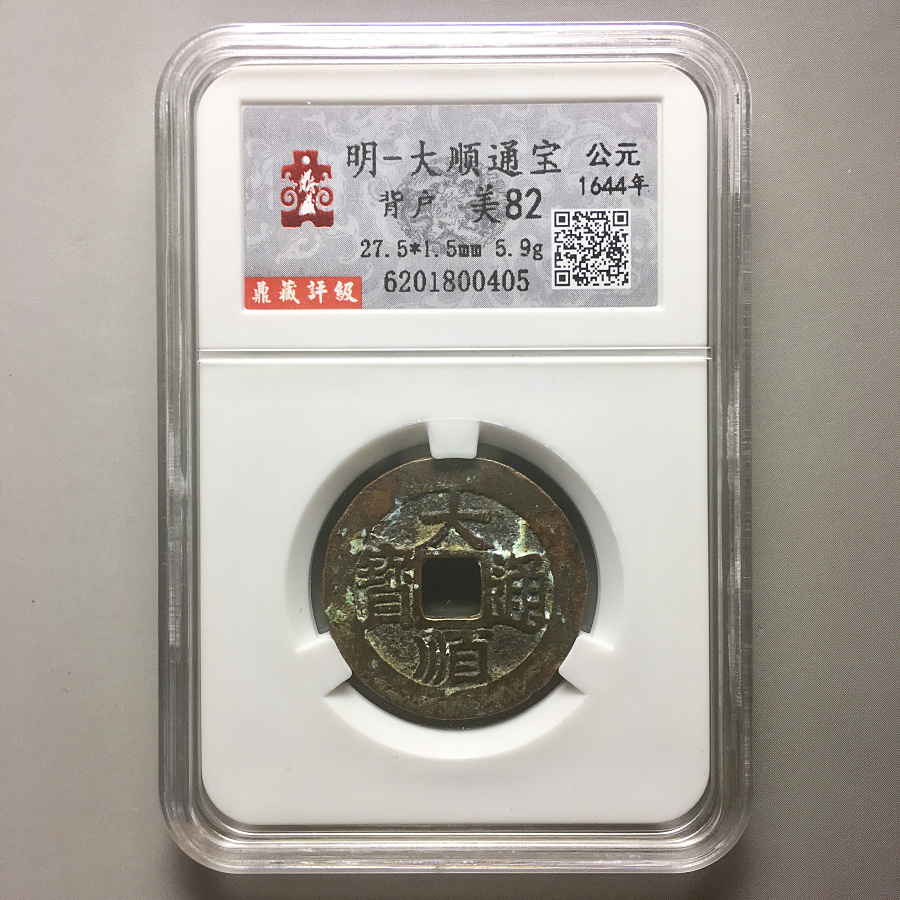 明-大顺通宝
公元
1644年
背户 美82
27.5*1.5mm 5.9g
6201800405
鼎藏評級
大順通寶